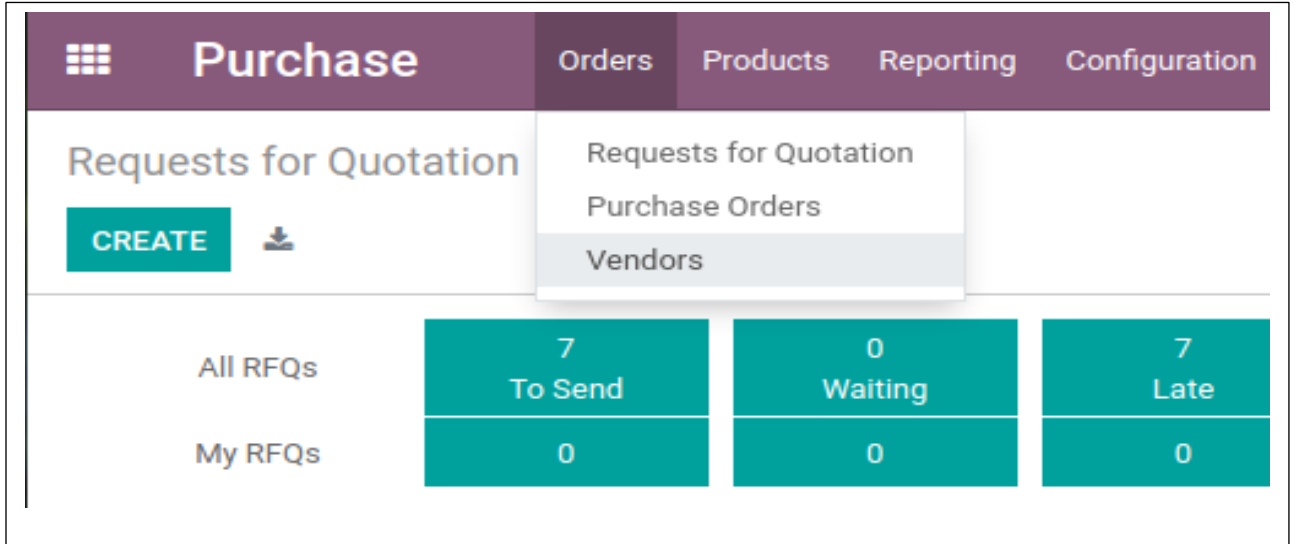 Purchase Orders Products Reporting Configuration
Requests for Quotation
Requests for Quotation
Purchase Orders
Vendors
CREATE
All RFQs
7 0 7
To Send Waiting Late
My RFQs 0 0 0